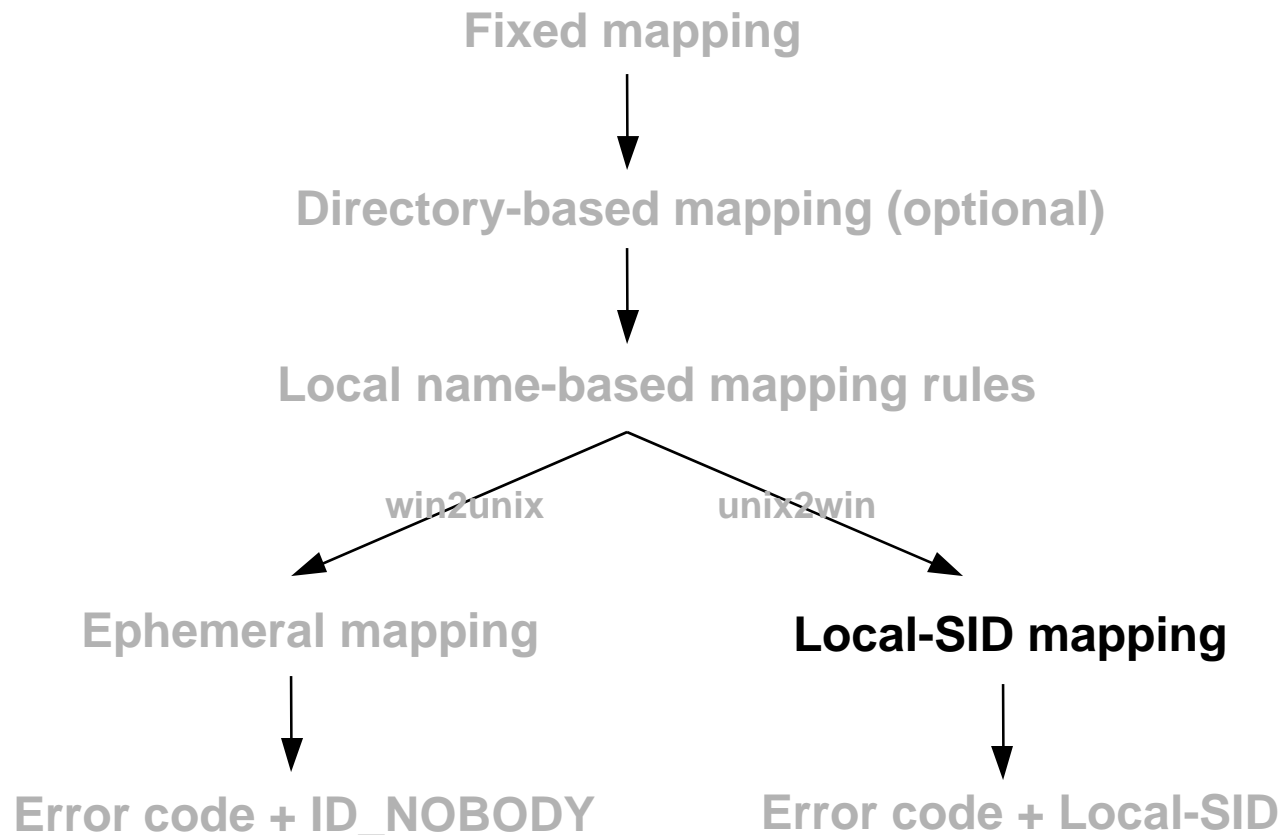 Fixed mapping
Directory-based mapping (optional)
Local name-based mapping rules
win2unix
unix2win
Ephemeral mapping
Local-SID mapping
Error code + ID_NOBODY
Error code + Local-SID